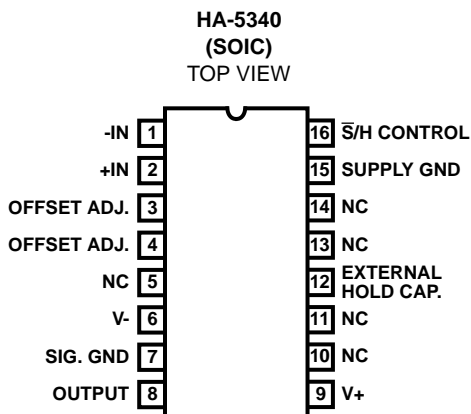 HA-5340
(SOIC)
TOP VIEW
-IN 1
+IN 2
OFFSET ADJ. 3
OFFSET ADJ. 4
NC 5
V- 6
SIG. GND 7
OUTPUT 8
16 S̅/H CONTROL
15 SUPPLY GND
14 NC
13 NC
12 EXTERNAL
HOLD CAP.
11 NC
10 NC
9 V+